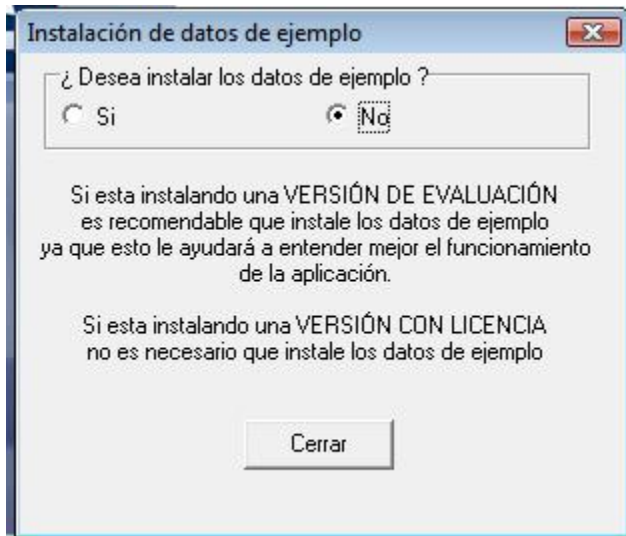 Instalación de datos de ejemplo
¿ Desea instalar los datos de ejemplo ?
Si No
Si esta instalando una VERSIÓN DE EVALUACIÓN
es recomendable que instale los datos de ejemplo
ya que esto le ayudará a entender mejor el funcionamiento
de la aplicación.
Si esta instalando una VERSIÓN CON LICENCIA
no es necesario que instale los datos de ejemplo
Cerrar